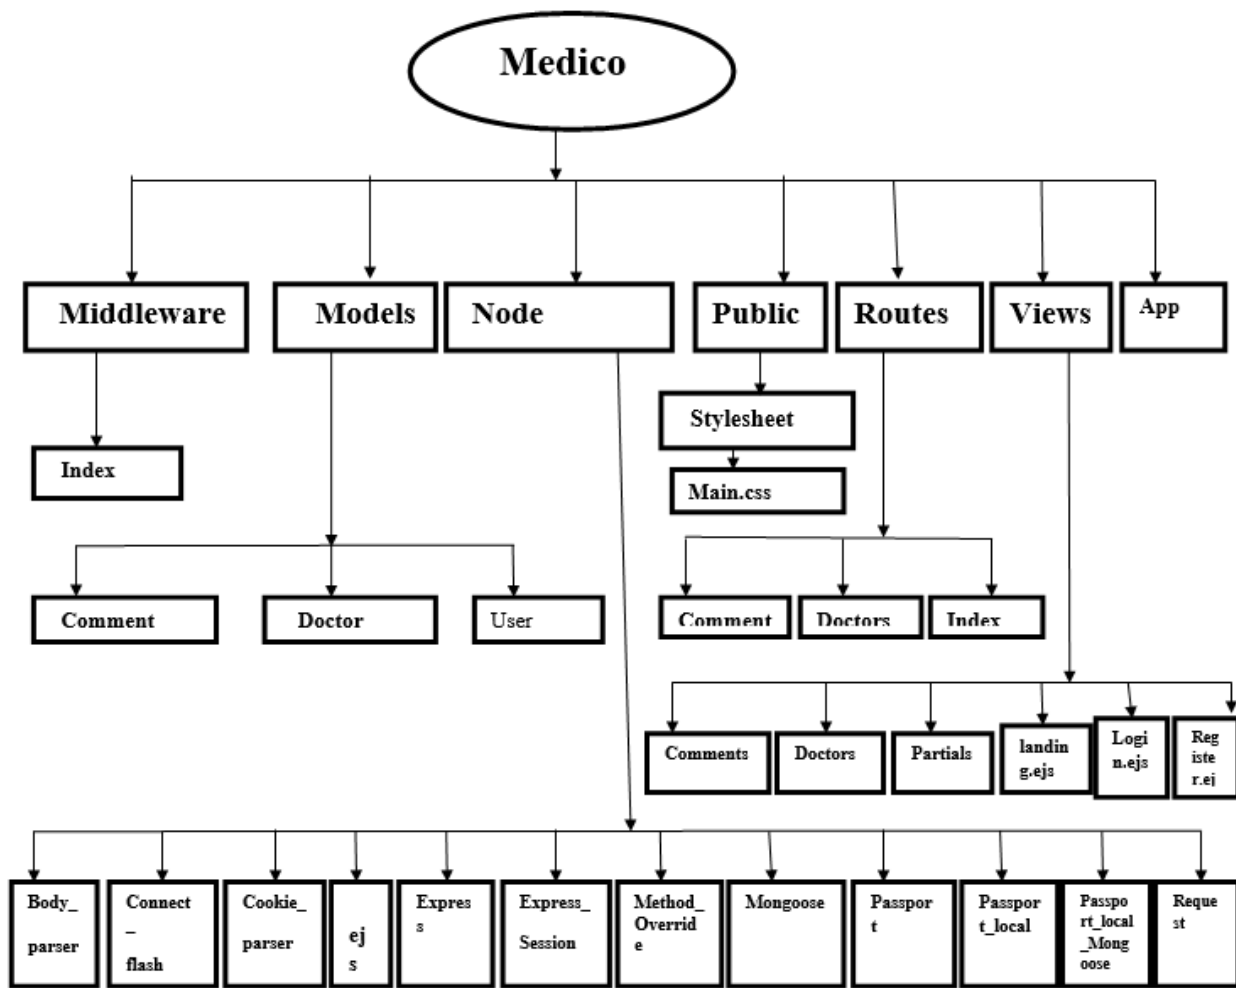 Medico
Middleware
Models
Node
Public
Routes
Views
App
Stylesheet
Index
Main.css
Comment
Doctor
User
Comment
Doctors
Index
Comments
Doctors
Partials
landin
g.ejs
Logi
n.ejs
Reg
iste
r.ej
Body_
parser
Connect
_
flash
Cookie_
parser
ej
s
Expres
s
Express_
Session
Method_
Overrid
e
Mongoose
Passpor
t
Passpor
t_local
Passpo
rt_local
_Mong
oose
Reque
st